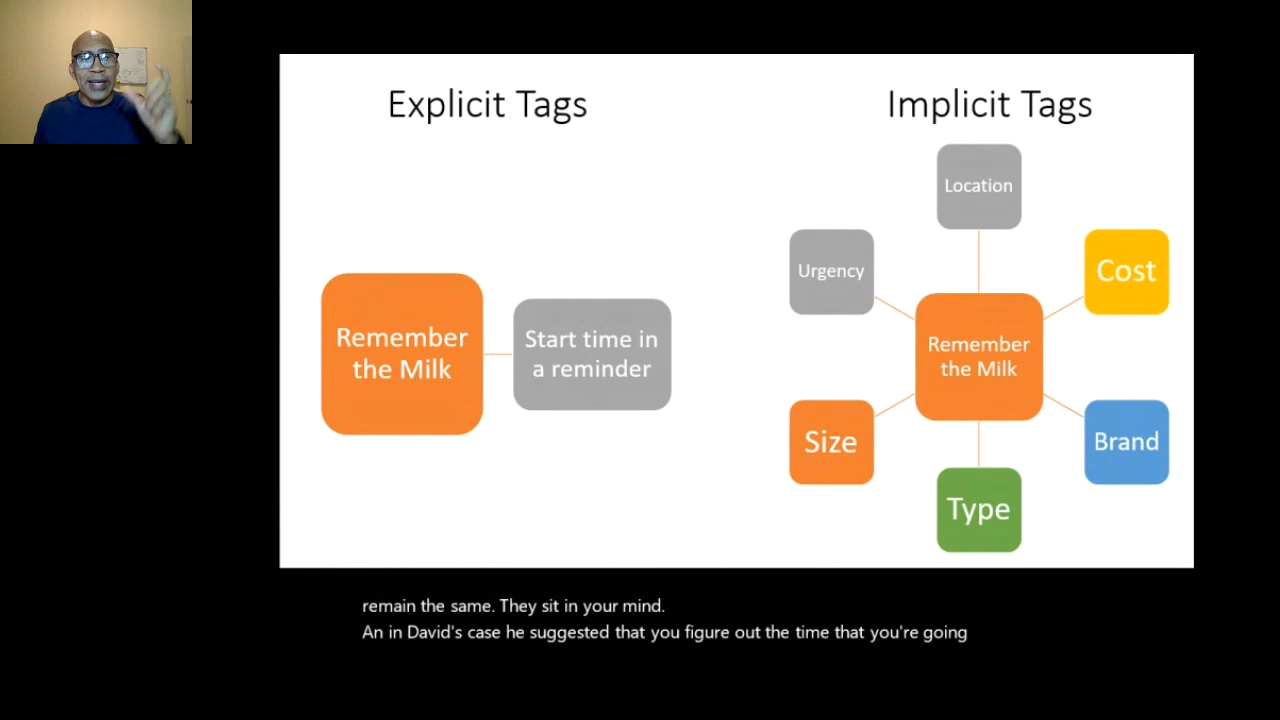 Explicit Tags
Remember
the Milk
Start time in
a reminder
Implicit Tags
Location
Urgency
Cost
Remember
the Milk
Size
Brand
Type
remain the same. They sit in your mind.
An in David's case he suggested that you figure out the time that you're going